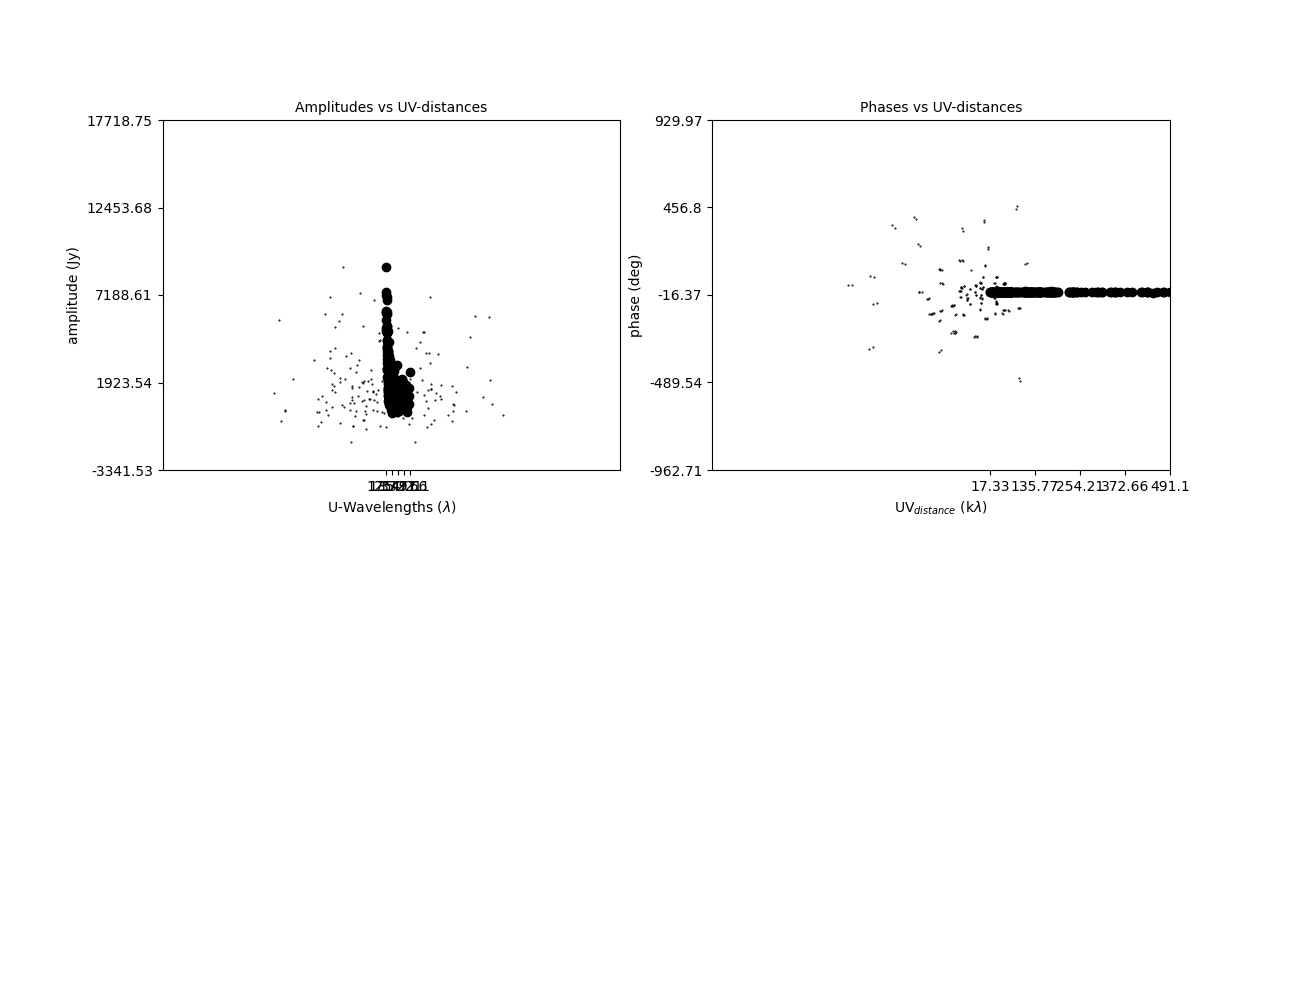 Amplitudes vs UV-distances
17718.75
12453.68
7188.61
1923.54
-3341.53
amplitude (Jy)
U-Wavelengths (λ)
Phases vs UV-distances
929.97
456.8
-16.37
-489.54
-962.71
phase (deg)
17.33 135.77 254.21 372.66 491.1
UVdistance (kλ)